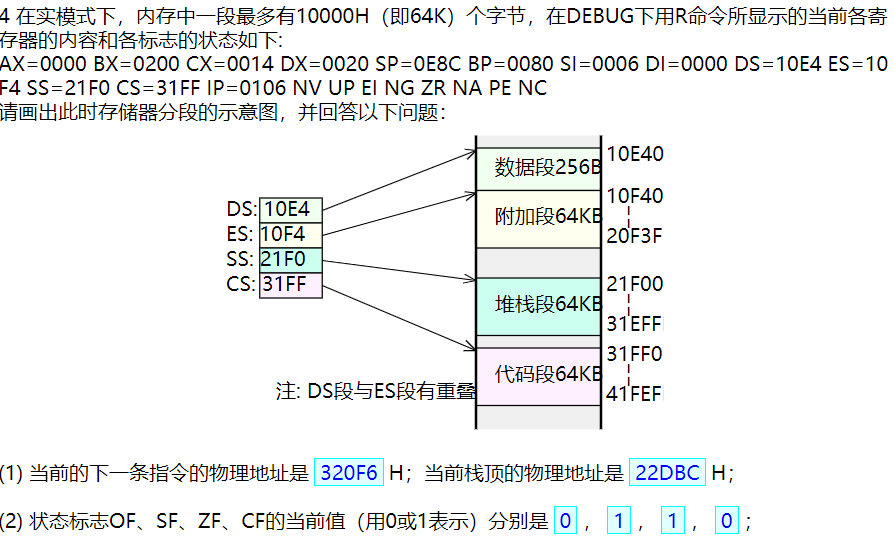 4 在实模式下，内存中一段最多有10000H（即64K）个字节，在DEBUG下用R命令所显示的当前各寄
存器的内容和各标志的状态如下:
AX=0000 BX=0200 CX=0014 DX=0020 SP=0E8C BP=0080 SI=0006 DI=0000 DS=10E4 ES=10
F4 SS=21F0 CS=31FF IP=0106 NV UP EI NG ZR NA PE NC
请画出此时存储器分段的示意图，并回答以下问题：
数据段256B 10E40
DS: 10E4
10F40
ES: 10F4
附加段64KB
20F3F
SS: 21F0
CS: 31FF
21F00
堆栈段64KB
31EFF
31FF0
代码段64KB
注: DS段与ES段有重叠
41FEF
(1) 当前的下一条指令的物理地址是 320F6 H；当前栈顶的物理地址是 22DBC H；
(2) 状态标志OF、SF、ZF、CF的当前值（用0或1表示）分别是 0 ， 1 ， 1 ， 0 ；